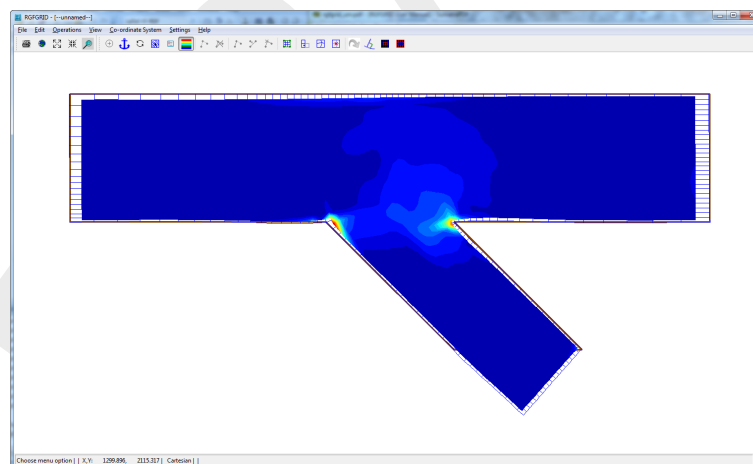 RGFGRID - [--unnamed--]
File Edit Operations View Co-ordinate System Settings Help
Choose menu option | | X,Y: 1299.896, 2115.317 | Cartesian | |